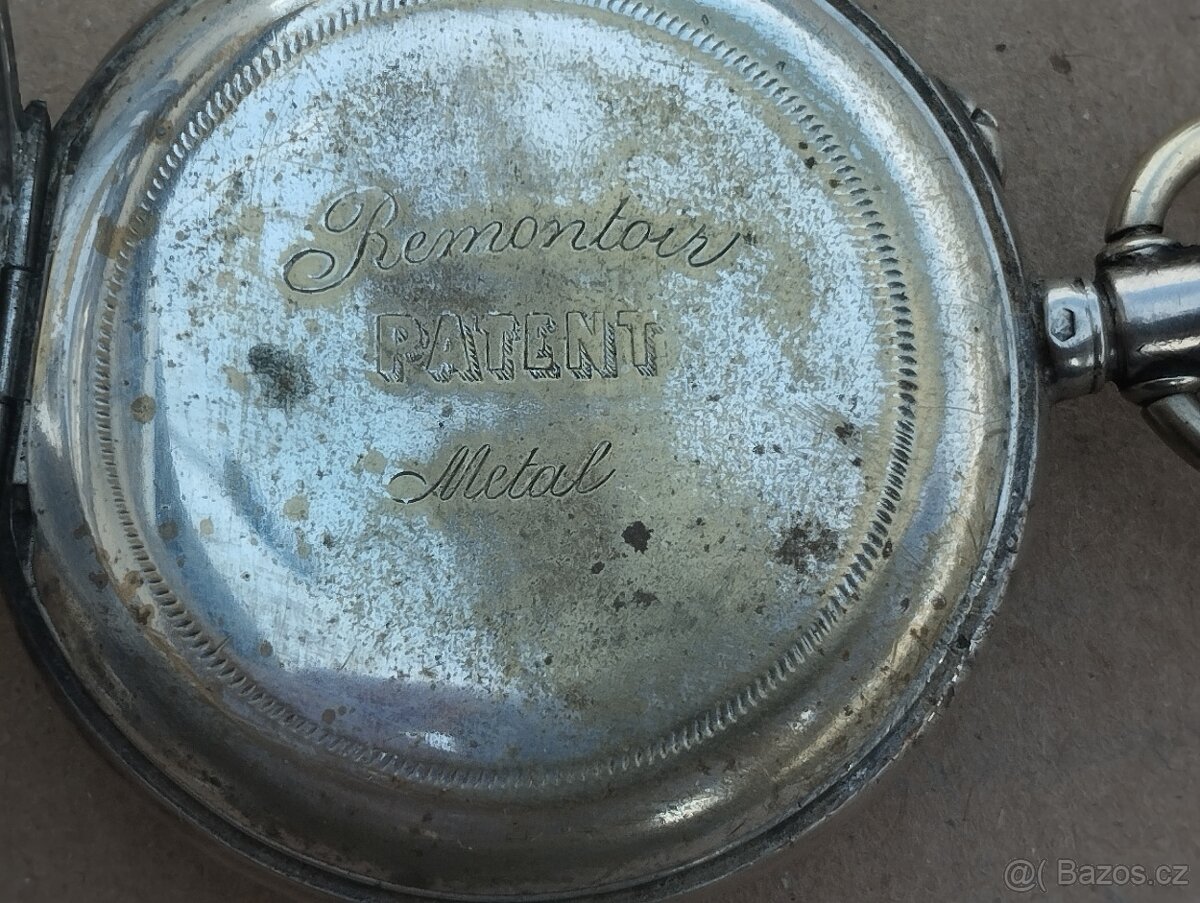 Remontoir
PATENT
Metal
@( Bazos.cz